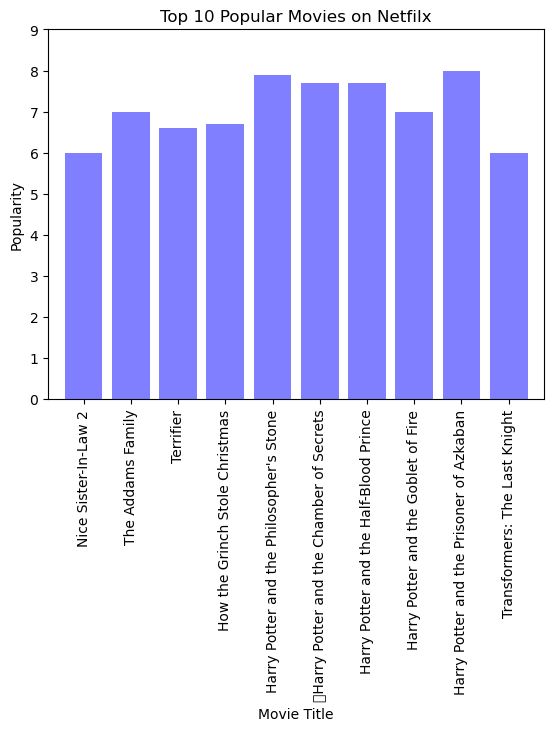 Top 10 Popular Movies on Netfilx
9
8
7
6
5
4
3
2
1
0
Popularity
Nice Sister-In-Law 2
The Addams Family
Terrifier
How the Grinch Stole Christmas
Harry Potter and the Philosopher's Stone
Harry Potter and the Chamber of Secrets
Harry Potter and the Half-Blood Prince
Harry Potter and the Goblet of Fire
Harry Potter and the Prisoner of Azkaban
Transformers: The Last Knight
Movie Title